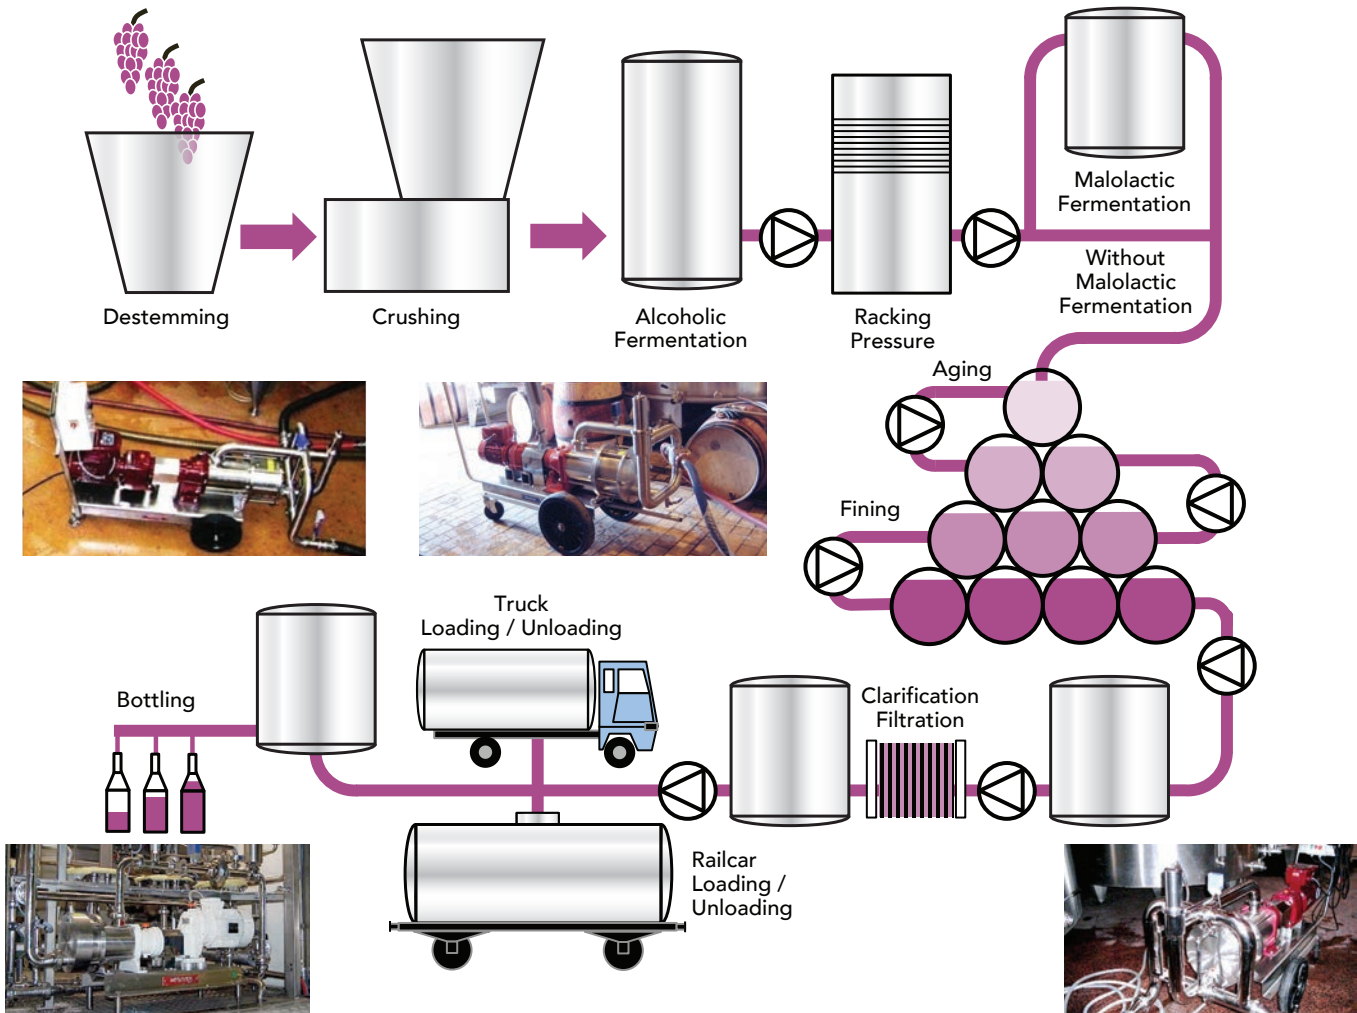 Destemming
Crushing
Alcoholic
Fermentation
Racking
Pressure
Malolactic
Fermentation
Without
Malolactic
Fermentation
Aging
Fining
Truck
Loading / Unloading
Bottling
Clarification
Filtration
Railcar
Loading /
Unloading